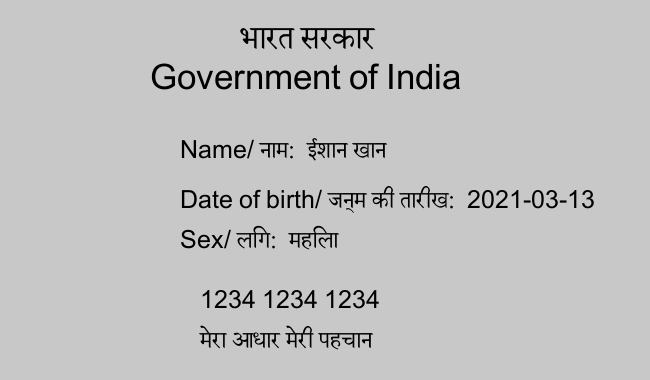 भारत सरकार
Government of India
Name/ नाम: ईशान खान
Date of birth/ जन्म की तारीख: 2021-03-13
Sex/ लिंग: महिला
1234 1234 1234
मेरा आधार मेरी पहचान